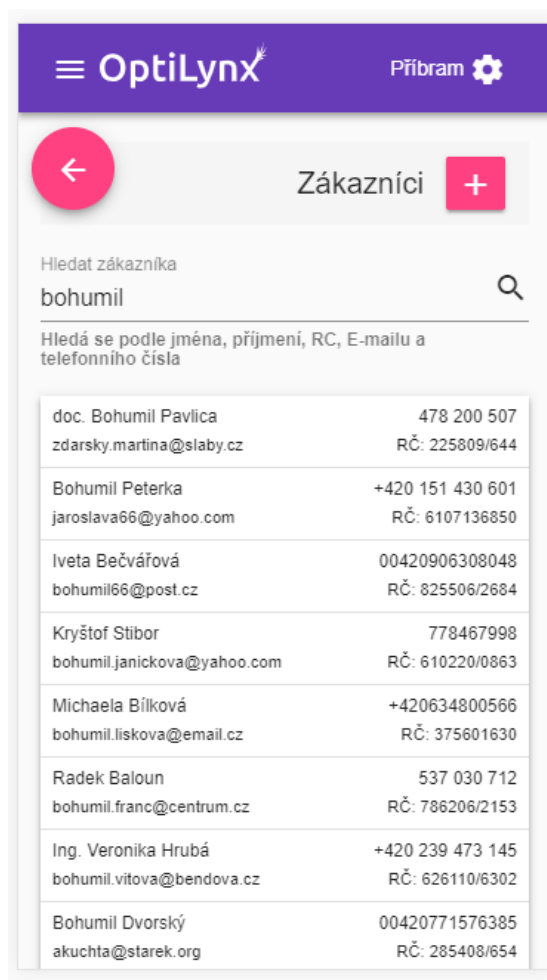 OptiLynx
Příbram
Zákazníci
Hledat zákazníka
bohumil
Hledá se podle jména, příjmení, RC, E-mailu a
telefonního čísla
doc. Bohumil Pavlica 478 200 507
zdarsky.martina@slaby.cz RČ: 225809/644
Bohumil Peterka +420 151 430 601
jaroslava66@yahoo.com RČ: 6107136850
Iveta Bečvářová 00420906308048
bohumil66@post.cz RČ: 825506/2684
Kryštof Stibor 778467998
bohumil.janickova@yahoo.com RČ: 610220/0863
Michaela Bílková +420634800566
bohumil.liskova@email.cz RČ: 375601630
Radek Baloun 537 030 712
bohumil.franc@centrum.cz RČ: 786206/2153
Ing. Veronika Hrubá +420 239 473 145
bohumil.vitova@bendova.cz RČ: 626110/6302
Bohumil Dvorský 00420771576385
akuchta@starek.org RČ: 285408/654